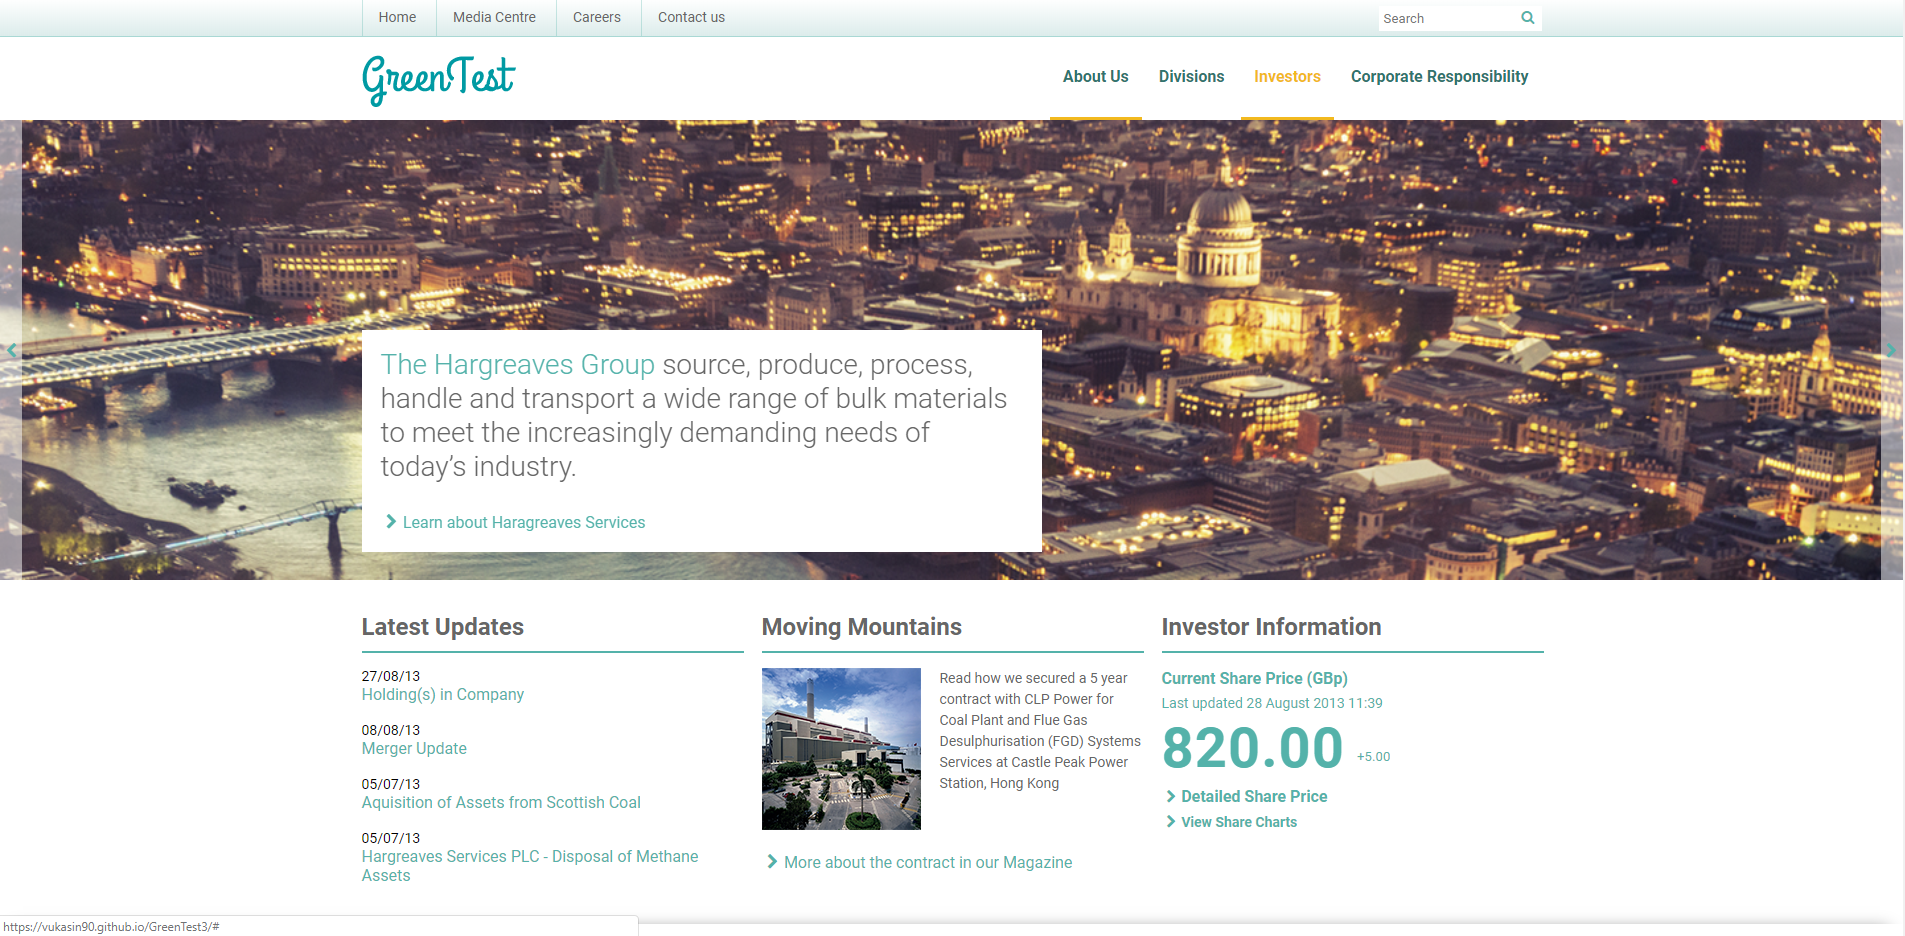 Home
Media Centre
Careers
Contact us
Search
GreenTest
About Us
Divisions
Investors
Corporate Responsibility
The Hargreaves Group source, produce, process,
handle and transport a wide range of bulk materials
to meet the increasingly demanding needs of
today’s industry.
Learn about Haragreaves Services
Latest Updates
27/08/13
Holding(s) in Company
08/08/13
Merger Update
05/07/13
Aquisition of Assets from Scottish Coal
05/07/13
Hargreaves Services PLC - Disposal of Methane
Assets
Moving Mountains
Read how we secured a 5 year
contract with CLP Power for
Coal Plant and Flue Gas
Desulphurisation (FGD) Systems
Services at Castle Peak Power
Station, Hong Kong
More about the contract in our Magazine
Investor Information
Current Share Price (GBp)
Last updated 28 August 2013 11:39
820.00 +5.00
Detailed Share Price
View Share Charts
https://vukasin90.github.io/GreenTest3/#